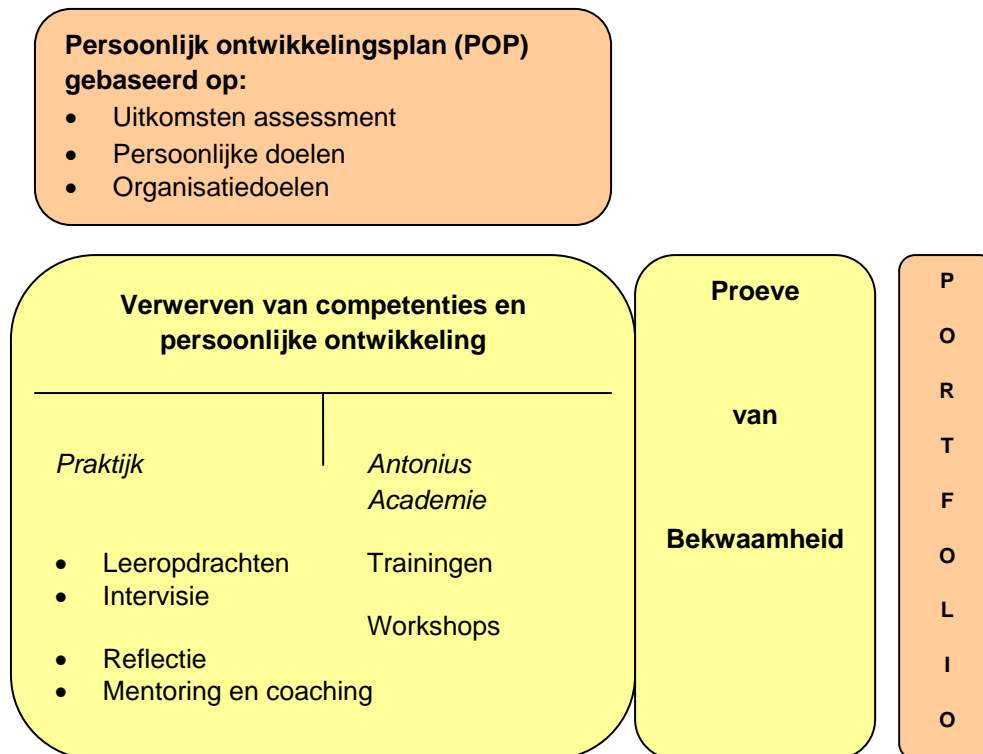 Persoonlijk ontwikkelingsplan (POP)
gebaseerd op:
• Uitkomsten assessment
• Persoonlijke doelen
• Organisatiedoelen
Verwerven van competenties en
persoonlijke ontwikkeling
Praktijk
• Leeropdrachten
• Intervisie
• Reflectie
• Mentoring en coaching
Antonius
Academie
Trainingen
Workshops
Proeve
van
Bekwaamheid
P
O
R
T
F
O
L
I
O